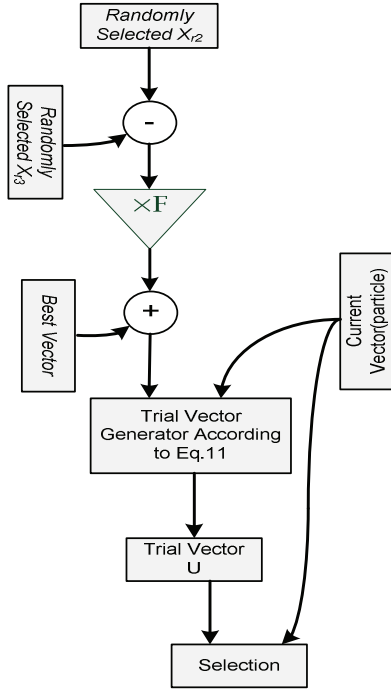 Randomly
Selected Xr2
-
Randomly
Selected Xr3
×F
Best Vector
+
Current
Vector(particle)
Trial Vector
Generator According
to Eq.11
Trial Vector
U
Selection